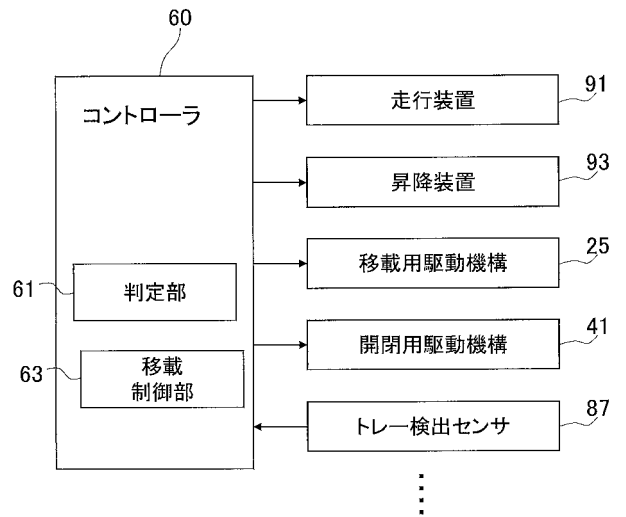 60
コントローラ
61
判定部
63
移載
制御部
走行装置
91
昇降装置
93
移載用駆動機構
25
開閉用駆動機構
41
トレー検出センサ
87